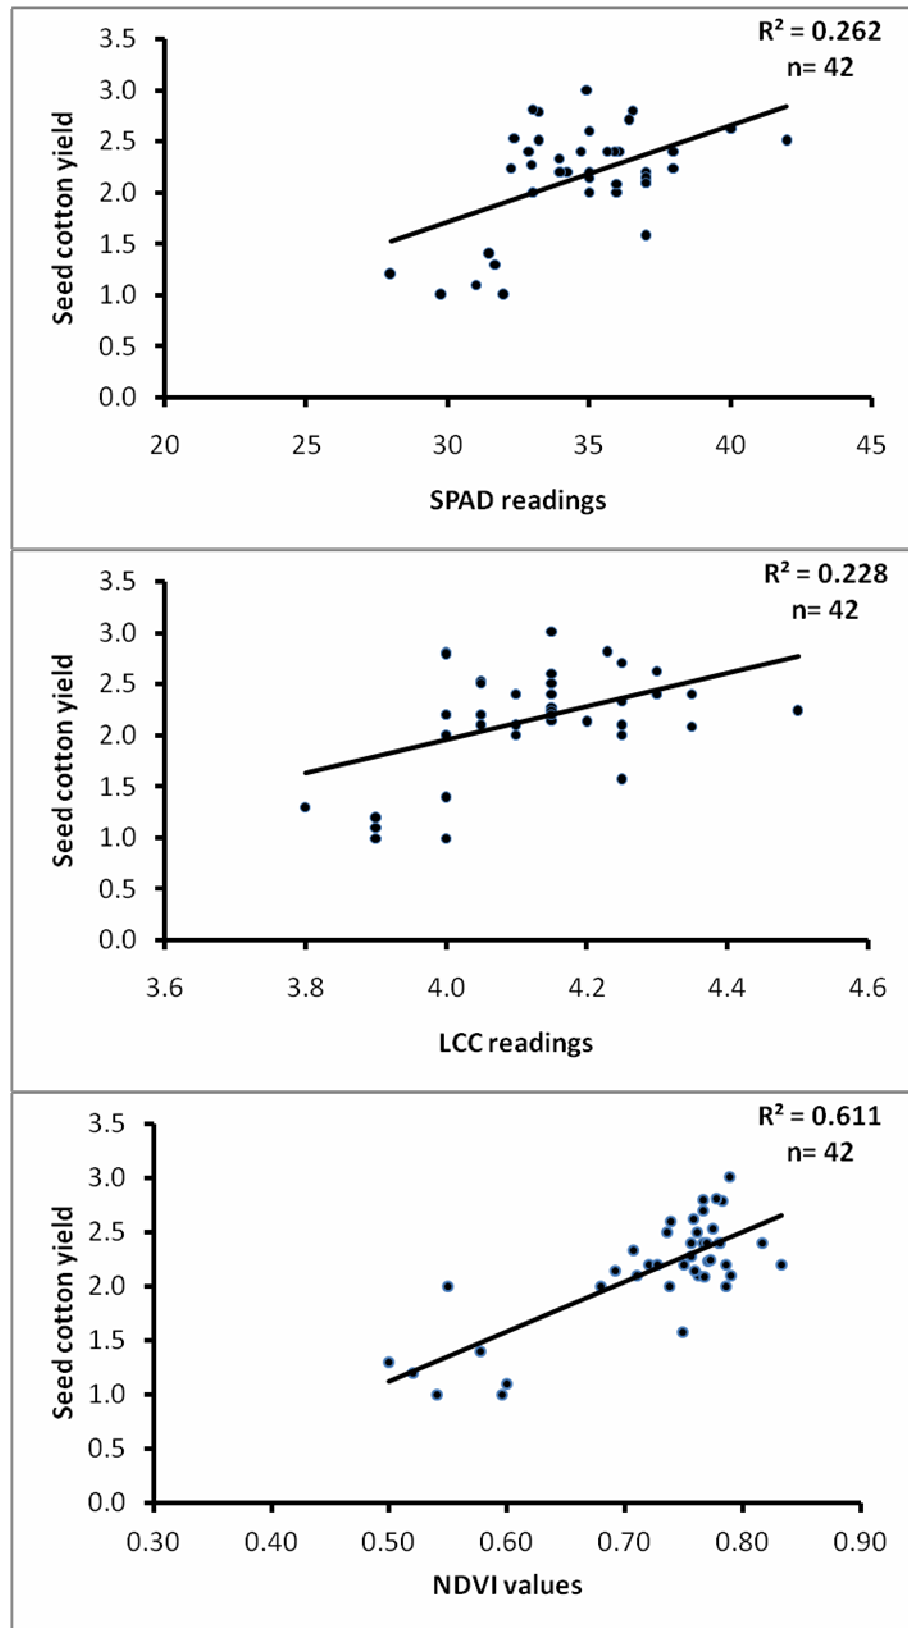 R² = 0.262
n= 42
3.5
3.0
2.5
2.0
1.5
1.0
0.5
0.0
Seed cotton yield
20 25 30 35 40 45
SPAD readings
R² = 0.228
n= 42
3.5
3.0
2.5
2.0
1.5
1.0
0.5
0.0
Seed cotton yield
3.6 3.8 4.0 4.2 4.4 4.6
LCC readings
R² = 0.611
n= 42
3.5
3.0
2.5
2.0
1.5
1.0
0.5
0.0
Seed cotton yield
0.30 0.40 0.50 0.60 0.70 0.80 0.90
NDVI values